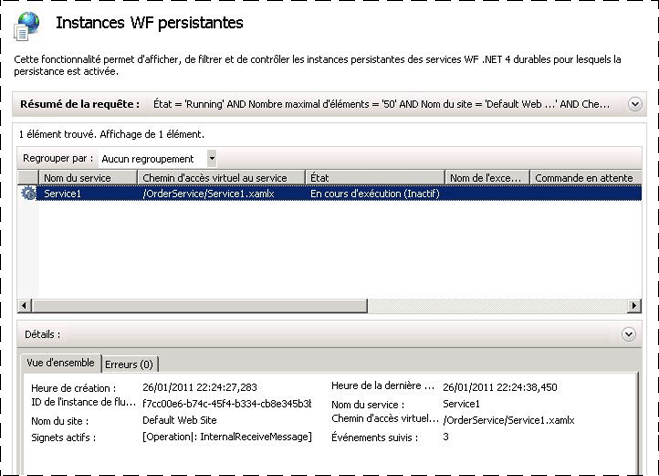 Instances WF persistantes
Cette fonctionnalité permet d'afficher, de filtrer et de contrôler les instances persistantes des services WF .NET 4 durables pour lesquels la
persistance est activée.
Résumé de la requête : État = 'Running' AND Nombre maximal d'éléments = '50' AND Nom du site = 'Default Web ...' AND Che...
1 élément trouvé. Affichage de 1 élément.
Regrouper par : Aucun regroupement
Nom du service Chemin d'accès virtuel au service État Nom de l'exce... Commande en attente
Service1 /OrderService/Service1.xamlx En cours d'exécution (Inactif)
Détails :
Vue d'ensemble Erreurs (0)
Heure de création : 26/01/2011 22:24:27,283 Heure de la dernière ... 26/01/2011 22:24:38,450
ID de l'instance de flu... f7cc00e6-b74c-45f4-b334-cb8e345b3b Nom du service : Service1
Nom du site : Default Web Site Chemin d'accès virtuel... /OrderService/Service1.xamlx
Signets actifs : [Operation|: InternalReceiveMessage] Événements suivis : 3